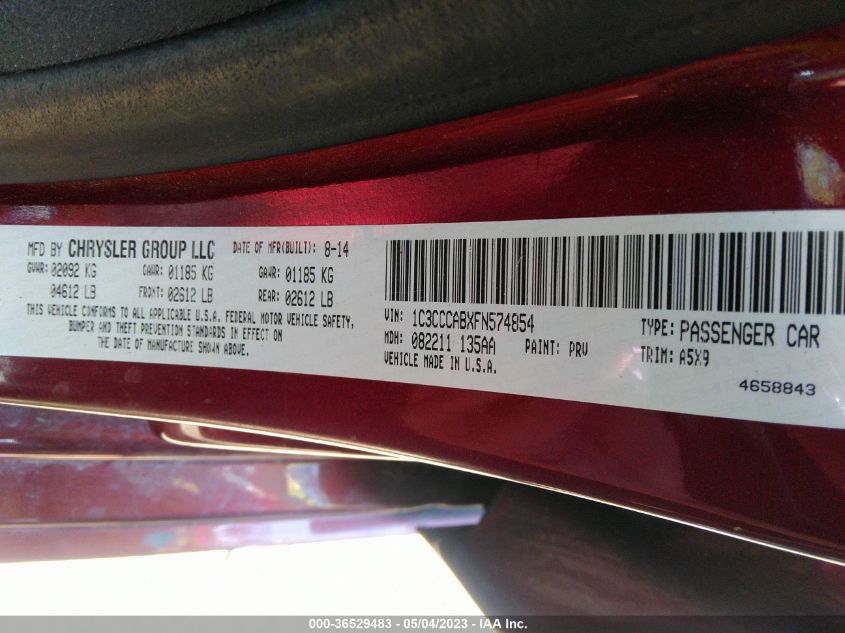 MFD BY CHRYSLER GROUP LLC DATE OF MFR(BUILT): 8-14
GVWR: 02092 KG GAWR: 01185 KG GAWR: 01185 KG
04612 LB FRONT: 02612 LB REAR: 02612 LB
THIS VEHICLE CONFORMS TO ALL APPLICABLE U.S.A. FEDERAL MOTOR VEHICLE SAFETY,
BUMPER AND THEFT PREVENTION STANDARDS IN EFFECT ON
THE DATE OF MANUFACTURE SHOWN ABOVE.
VIN: 1C3CCCABXFN574854 TYPE: PASSENGER CAR
MDH: 082211 135AA PAINT: PRV TRIM: A5X9
VEHICLE MADE IN U.S.A.
4658843
000-36529483 - 05/04/2023 - IAA Inc.